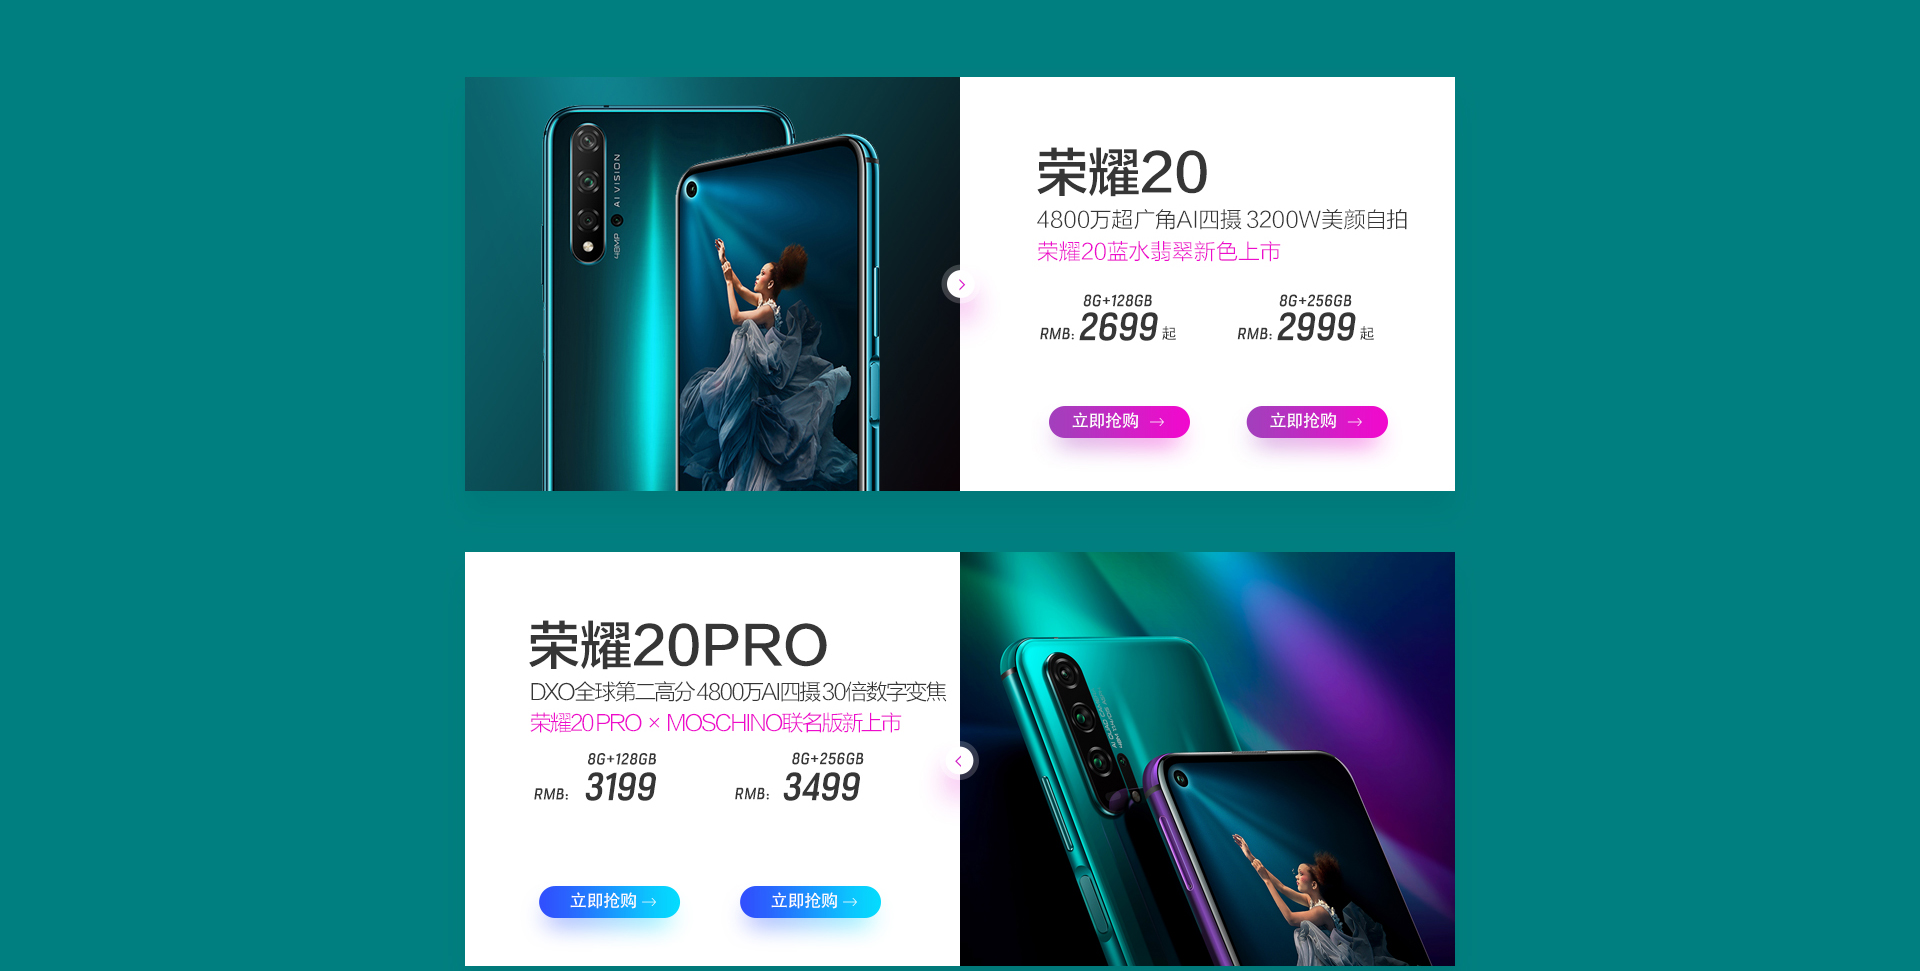 AI VISION
48MP
荣耀20
4800万超广角AI四摄 3200W美颜自拍
荣耀20蓝水翡翠新色上市
8G+128GB 8G+256GB
RMB: 2699 起 RMB: 2999 起
立即抢购 → 立即抢购 →
荣耀20PRO
DXO全球第二高分 4800万AI四摄 30倍数字变焦
荣耀20 PRO × MOSCHINO联名版新上市
8G+128GB 8G+256GB
RMB: 3199 RMB: 3499
立即抢购 → 立即抢购 →